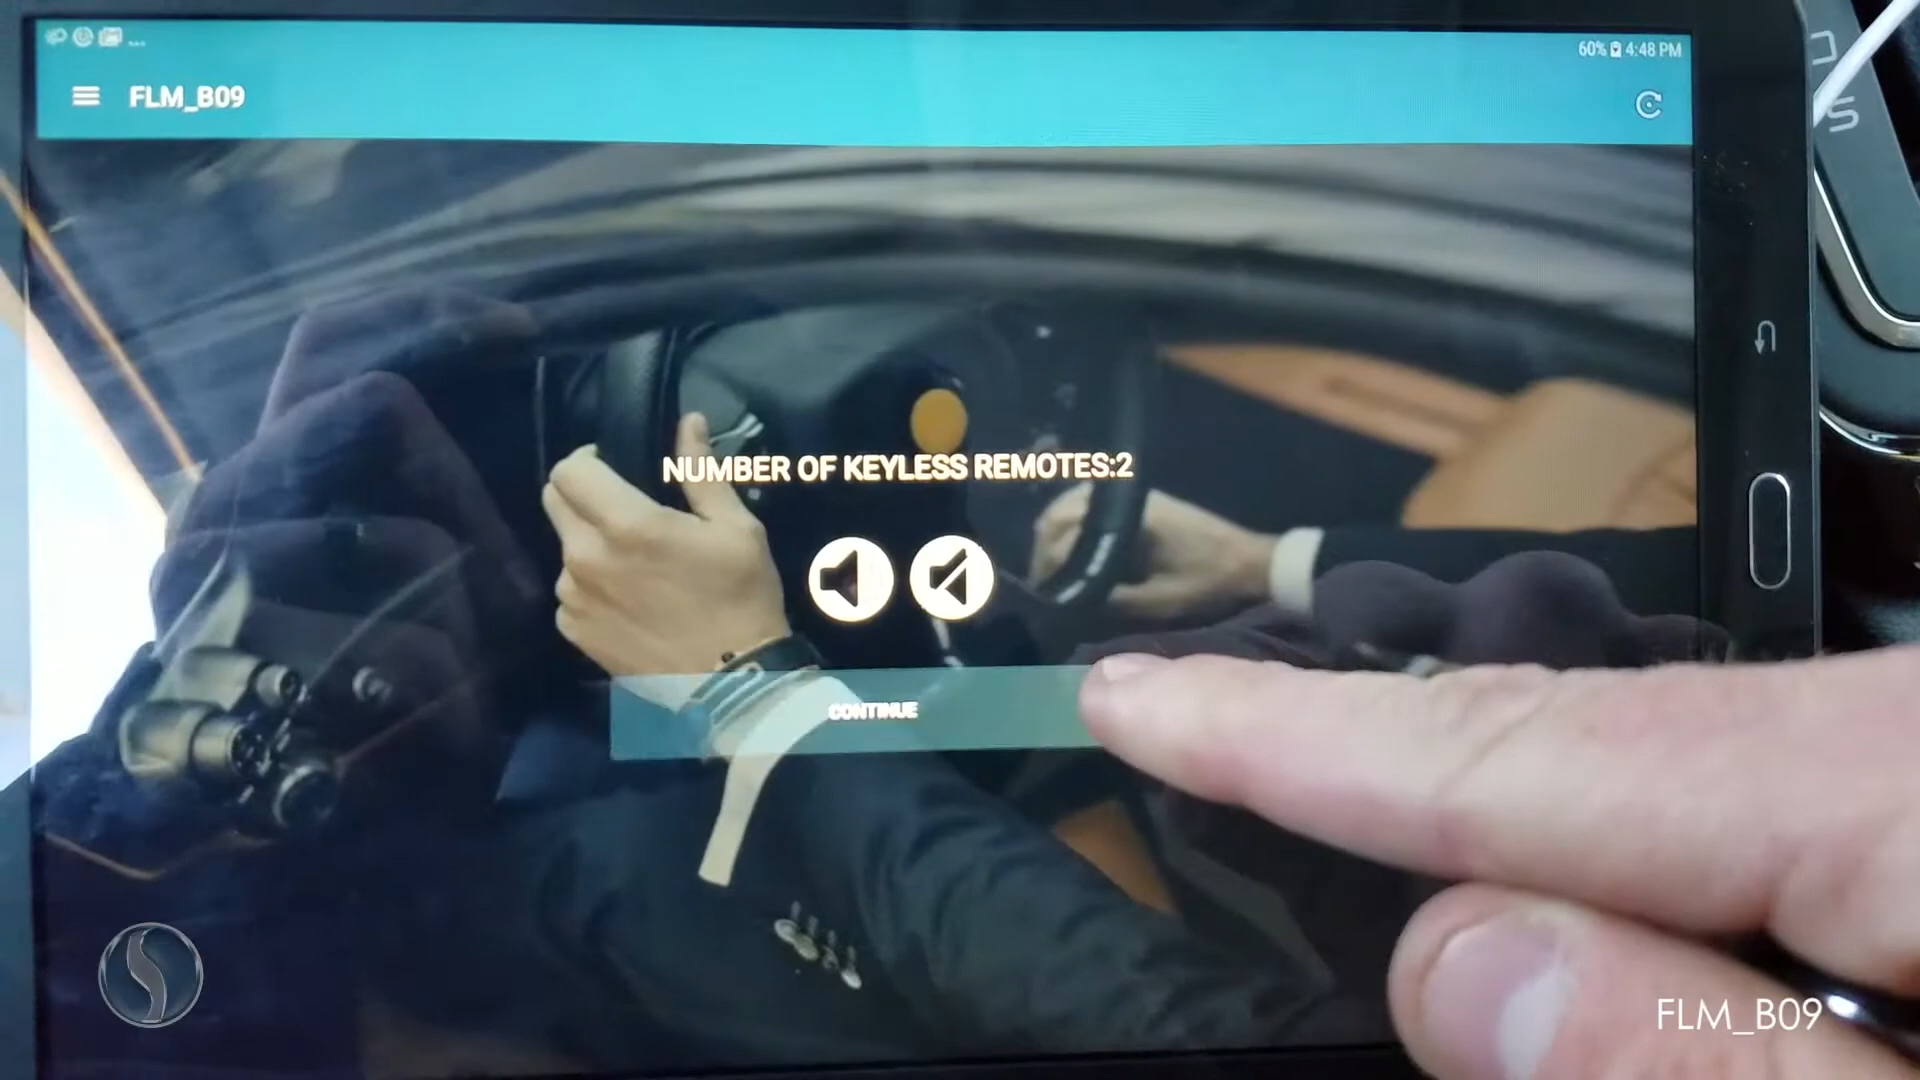 60% 4:48 PM
FLM_B09
S
NUMBER OF KEYLESS REMOTES:2
CONTINUE
FLM_B09